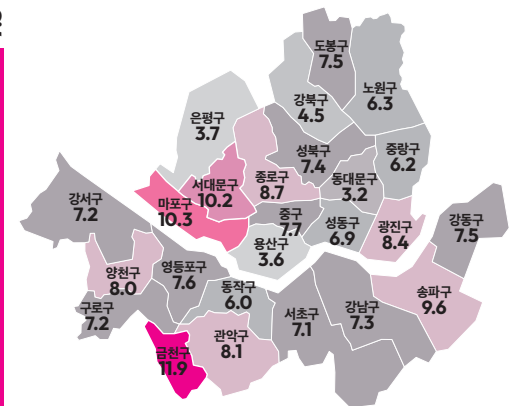 도봉구
7.5
노원구
6.3
강북구
4.5
은평구
3.7
성북구
7.4
중랑구
6.2
서대문구
10.2
종로구
8.7
동대문구
3.2
강서구
7.2
마포구
10.3
중구
7.7
성동구
6.9
광진구
8.4
강동구
7.5
용산구
3.6
양천구
8.0
영등포구
7.6
동작구
6.0
송파구
9.6
구로구
7.2
서초구
7.1
강남구
7.3
금천구
11.9
관악구
8.1